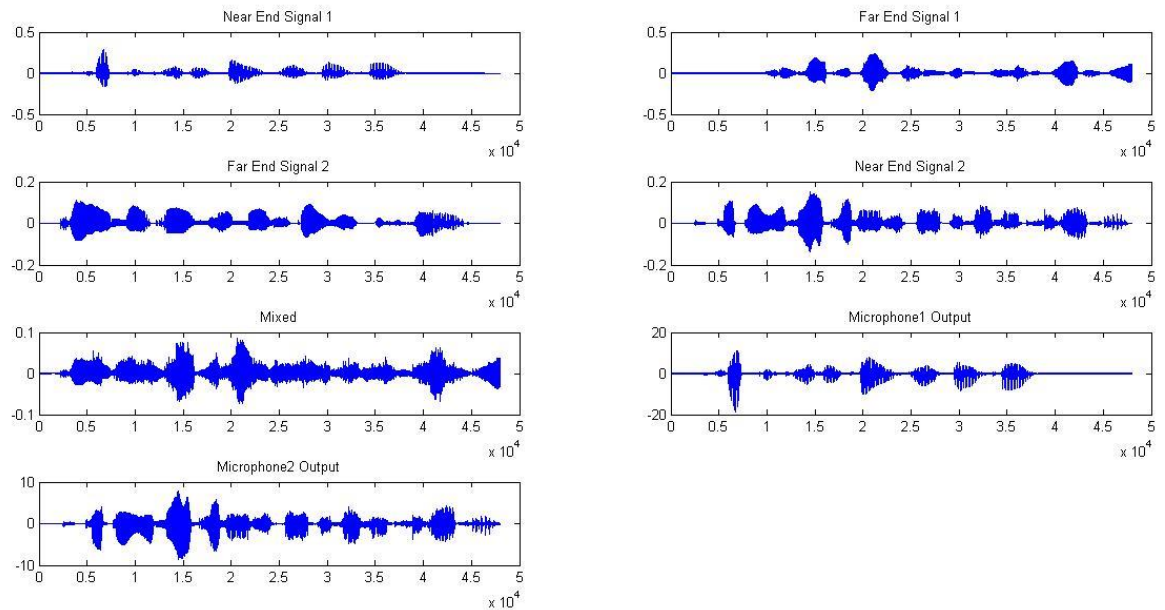 Near End Signal 1
0.5
0
-0.5
0 0.5 1 1.5 2 2.5 3 3.5 4 4.5 5
x 10^4
Far End Signal 1
0.5
0
-0.5
0 0.5 1 1.5 2 2.5 3 3.5 4 4.5 5
x 10^4
Far End Signal 2
0.2
0
-0.2
0 0.5 1 1.5 2 2.5 3 3.5 4 4.5 5
x 10^4
Near End Signal 2
0.2
0
-0.2
0 0.5 1 1.5 2 2.5 3 3.5 4 4.5 5
x 10^4
Mixed
0.1
0
-0.1
0 0.5 1 1.5 2 2.5 3 3.5 4 4.5 5
x 10^4
Microphone1 Output
20
0
-20
0 0.5 1 1.5 2 2.5 3 3.5 4 4.5 5
x 10^4
Microphone2 Output
10
0
-10
0 0.5 1 1.5 2 2.5 3 3.5 4 4.5 5
x 10^4